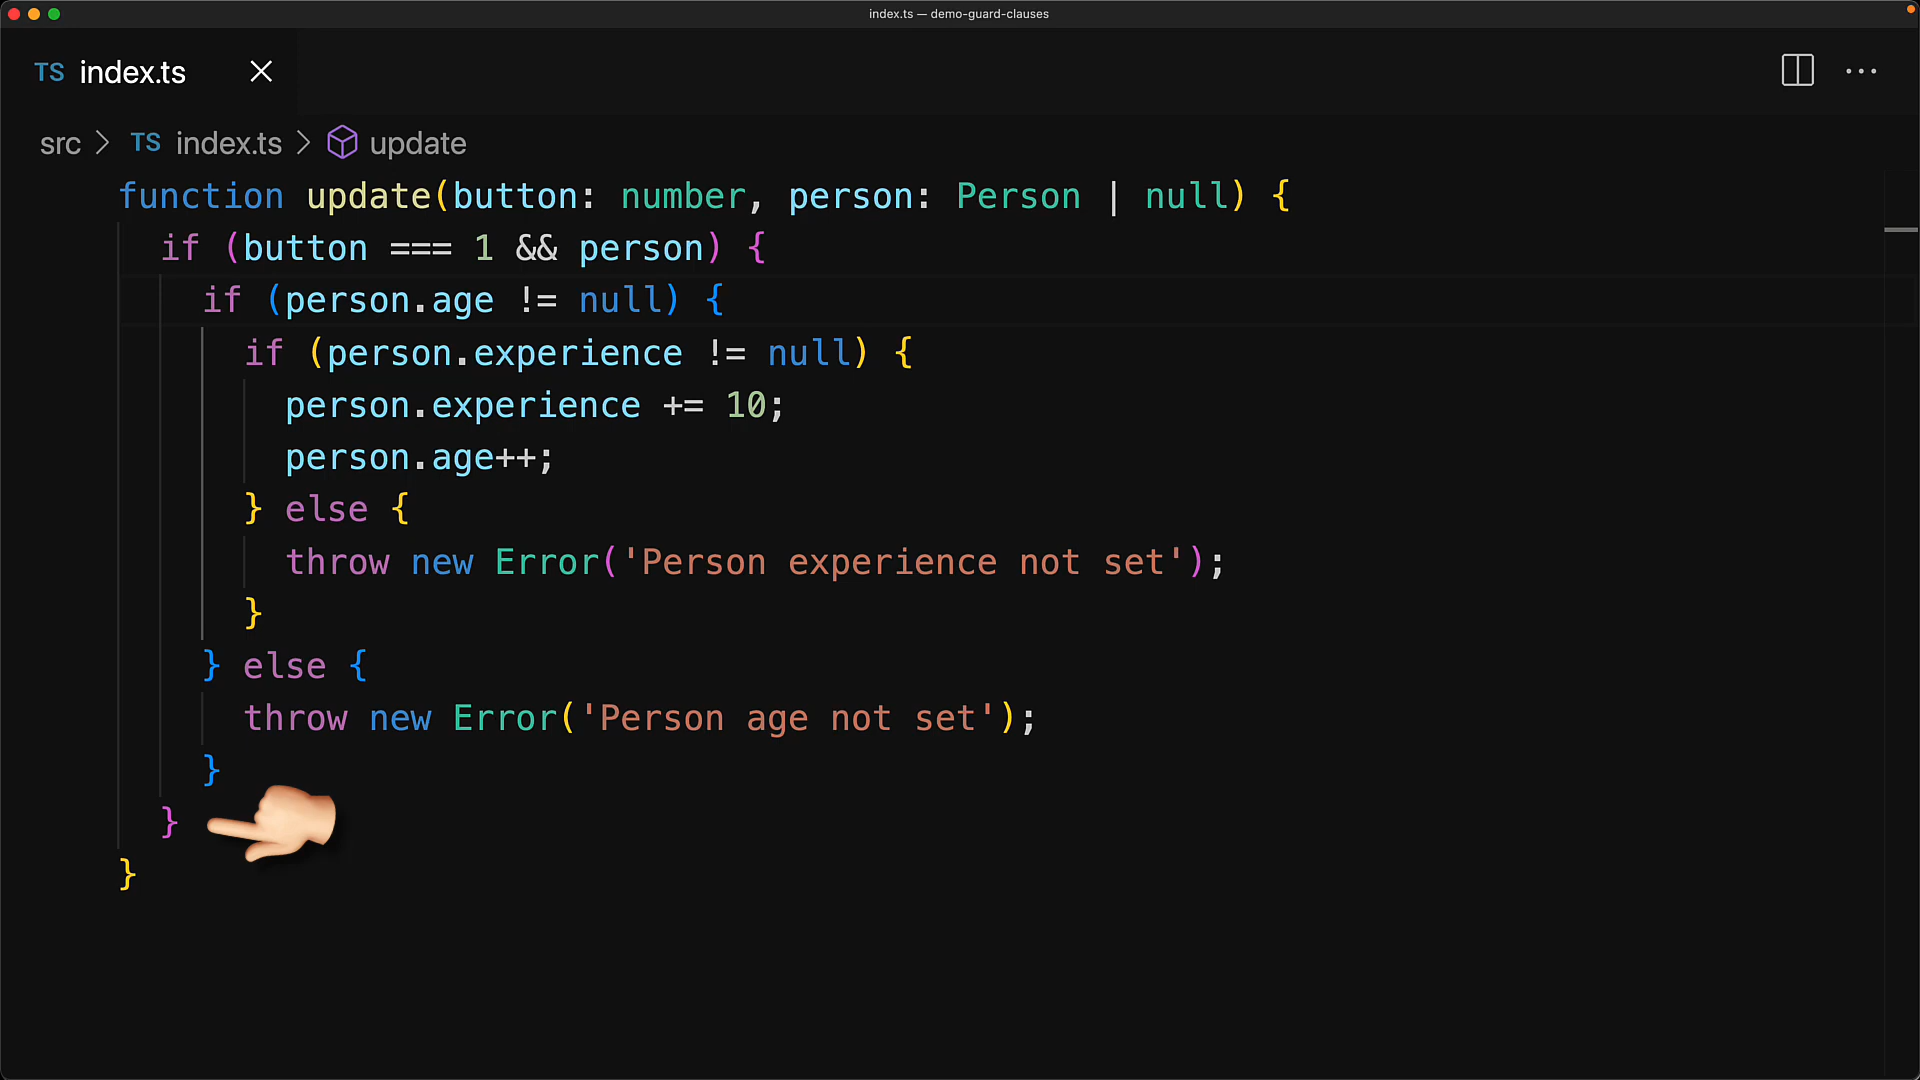 index.ts — demo-guard-clauses
TS index.ts
src > TS index.ts > update
function update(button: number, person: Person | null) {
  if (button === 1 && person) {
    if (person.age != null) {
      if (person.experience != null) {
        person.experience += 10;
        person.age++;
      } else {
        throw new Error('Person experience not set');
      }
    } else {
      throw new Error('Person age not set');
    }
  }
}